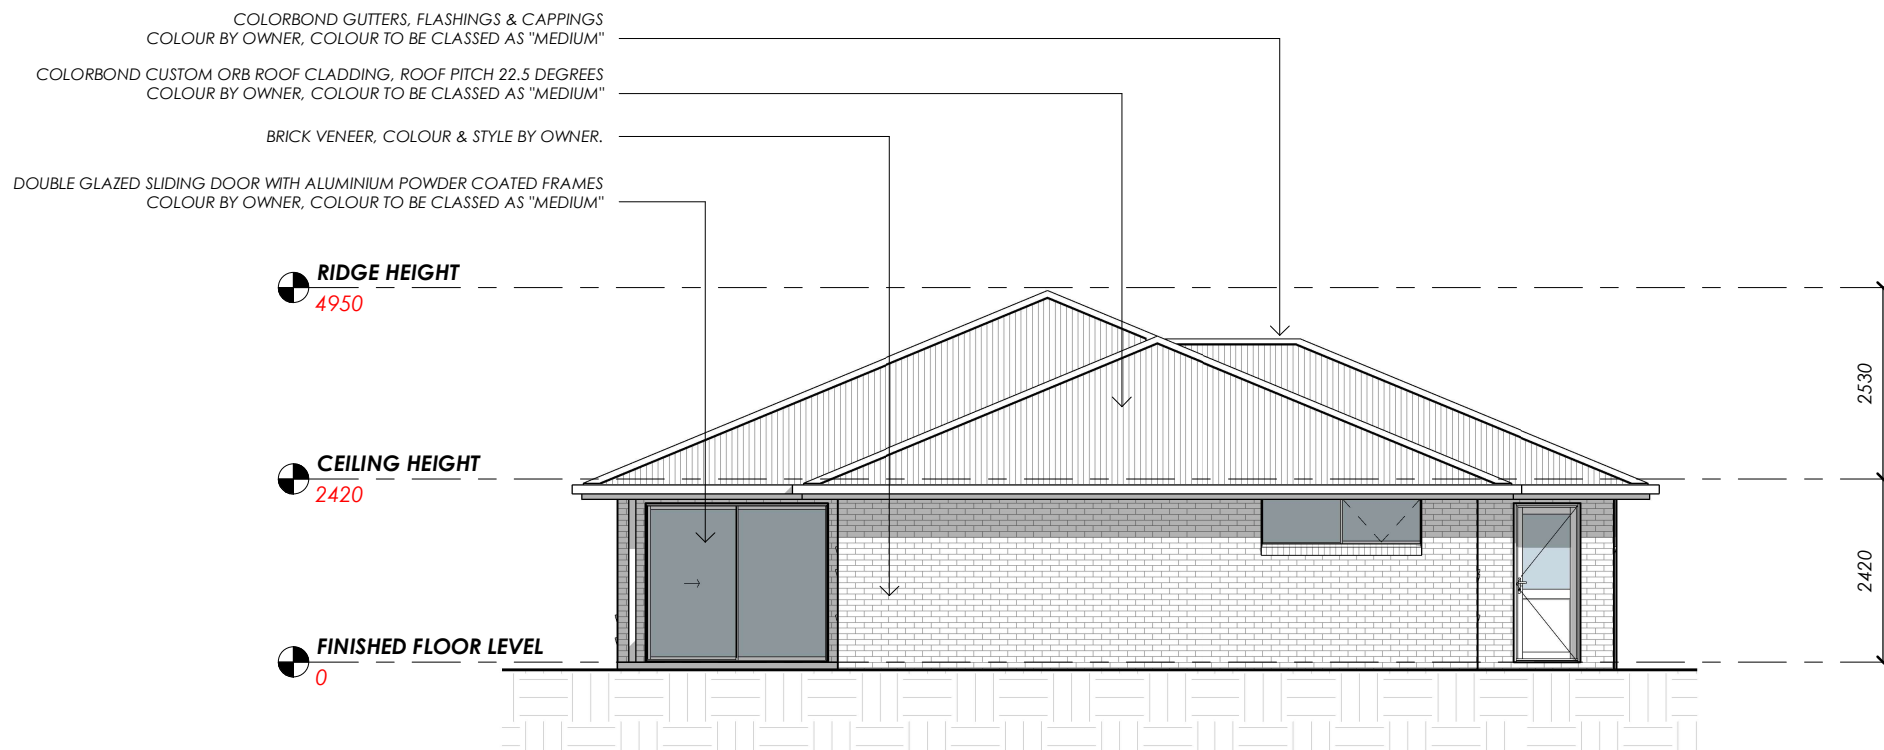 COLORBOND GUTTERS, FLASHINGS & CAPPINGS
COLOUR BY OWNER, COLOUR TO BE CLASSED AS "MEDIUM"
COLORBOND CUSTOM ORB ROOF CLADDING, ROOF PITCH 22.5 DEGREES
COLOUR BY OWNER, COLOUR TO BE CLASSED AS "MEDIUM"
BRICK VENEER, COLOUR & STYLE BY OWNER.
DOUBLE GLAZED SLIDING DOOR WITH ALUMINIUM POWDER COATED FRAMES
COLOUR BY OWNER, COLOUR TO BE CLASSED AS "MEDIUM"
RIDGE HEIGHT
4950
2530
CEILING HEIGHT
2420
2420
FINISHED FLOOR LEVEL
0